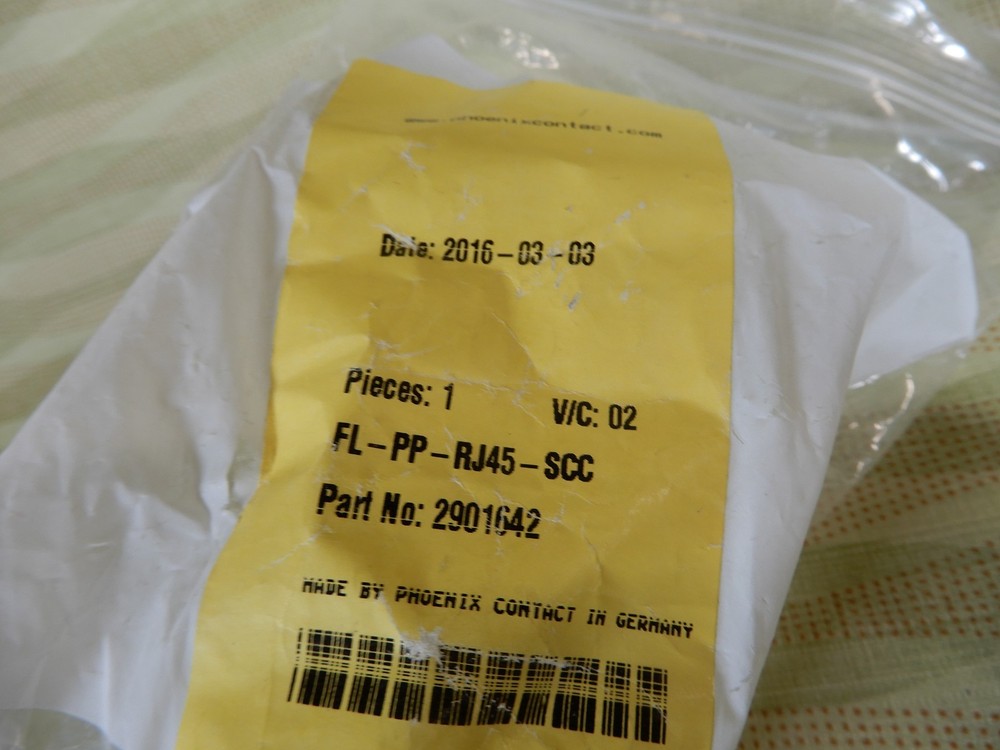 www.phoenixcontact.com
Date: 2016-03-03
Pieces: 1 V/C: 02
FL-PP-RJ45-SCC
Part No: 2901642
MADE BY PHOENIX CONTACT IN GERMANY